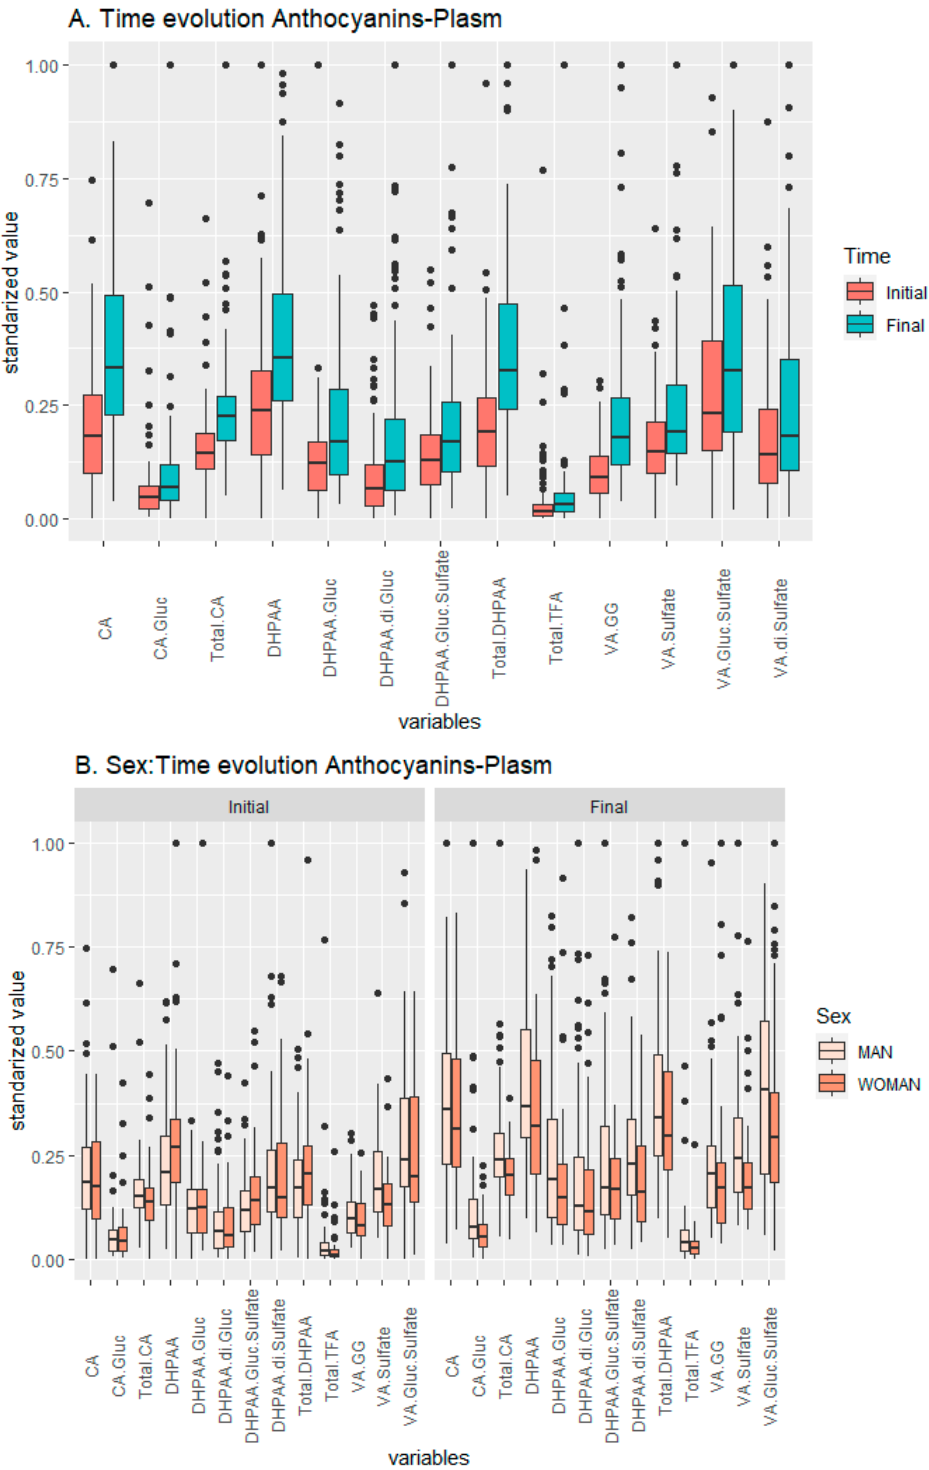 A. Time evolution Anthocyanins-Plasm
1.00
0.75
0.50
0.25
0.00
standarized value
CA
CA.Gluc
Total.CA
DHPAA
DHPAA.Gluc
DHPAA.di.Gluc
DHPAA.Gluc.Sulfate
Total.DHPAA
Total.TFA
VA.GG
VA.Sulfate
VA.Gluc.Sulfate
VA.di.Sulfate
variables
Time
Initial
Final
B. Sex:Time evolution Anthocyanins-Plasm
Initial
Final
1.00
0.75
0.50
0.25
0.00
standarized value
CA
CA.Gluc
Total.CA
DHPAA
DHPAA.Gluc
DHPAA.di.Gluc
DHPAA.Gluc.Sulfate
DHPAA.di.Sulfate
Total.DHPAA
Total.TFA
VA.GG
VA.Sulfate
VA.Gluc.Sulfate
CA
CA.Gluc
Total.CA
DHPAA
DHPAA.Gluc
DHPAA.di.Gluc
DHPAA.Gluc.Sulfate
DHPAA.di.Sulfate
Total.DHPAA
Total.TFA
VA.GG
VA.Sulfate
VA.Gluc.Sulfate
variables
Sex
MAN
WOMAN